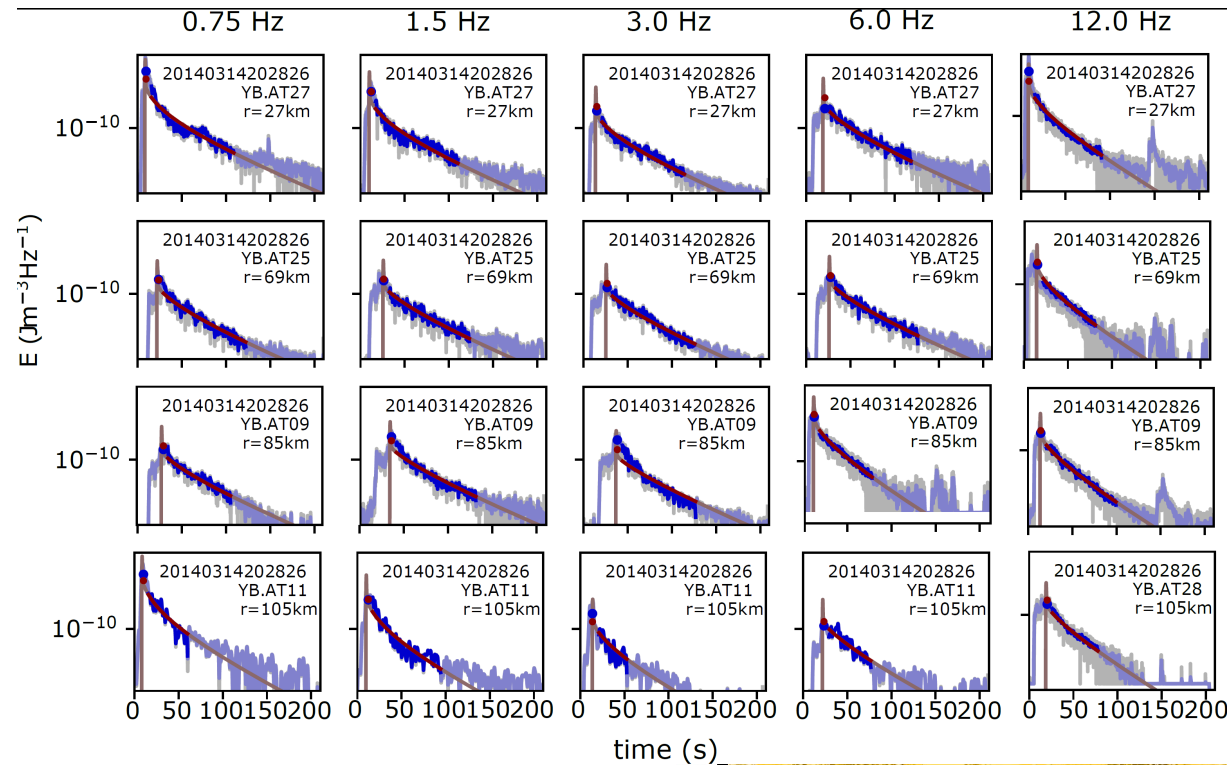 0.75 Hz 1.5 Hz 3.0 Hz 6.0 Hz 12.0 Hz
20140314202826 20140314202826 20140314202826 20140314202826 20140314202826
YB.AT27 YB.AT27 YB.AT27 YB.AT27 YB.AT27
r=27km r=27km r=27km r=27km r=27km
10⁻¹⁰
20140314202826 20140314202826 20140314202826 20140314202826 20140314202826
YB.AT25 YB.AT25 YB.AT25 YB.AT25 YB.AT25
r=69km r=69km r=69km r=69km r=69km
10⁻¹⁰
E (Jm⁻³Hz⁻¹)
20140314202826 20140314202826 20140314202826 20140314202826 20140314202826
YB.AT09 YB.AT09 YB.AT09 YB.AT09 YB.AT09
r=85km r=85km r=85km r=85km r=85km
10⁻¹⁰
20140314202826 20140314202826 20140314202826 20140314202826 20140314202826
YB.AT11 YB.AT11 YB.AT11 YB.AT11 YB.AT28
r=105km r=105km r=105km r=105km r=105km
10⁻¹⁰
0 50 100150200 0 50 100150200 0 50 100150200 0 50 100150200 0 50 100150200
time (s)